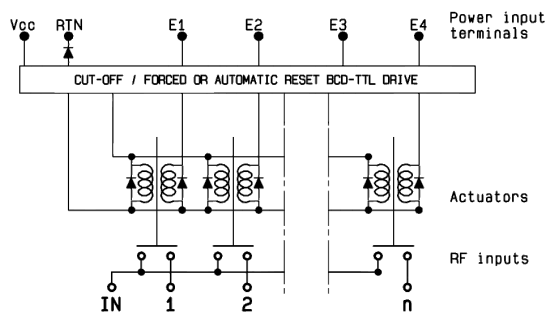 Vcc RTN E1 E2 E3 E4 Power input
terminals
CUT-OFF / FORCED OR AUTOMATIC RESET BCD-TTL DRIVE
Actuators
RF inputs
IN 1 2 n